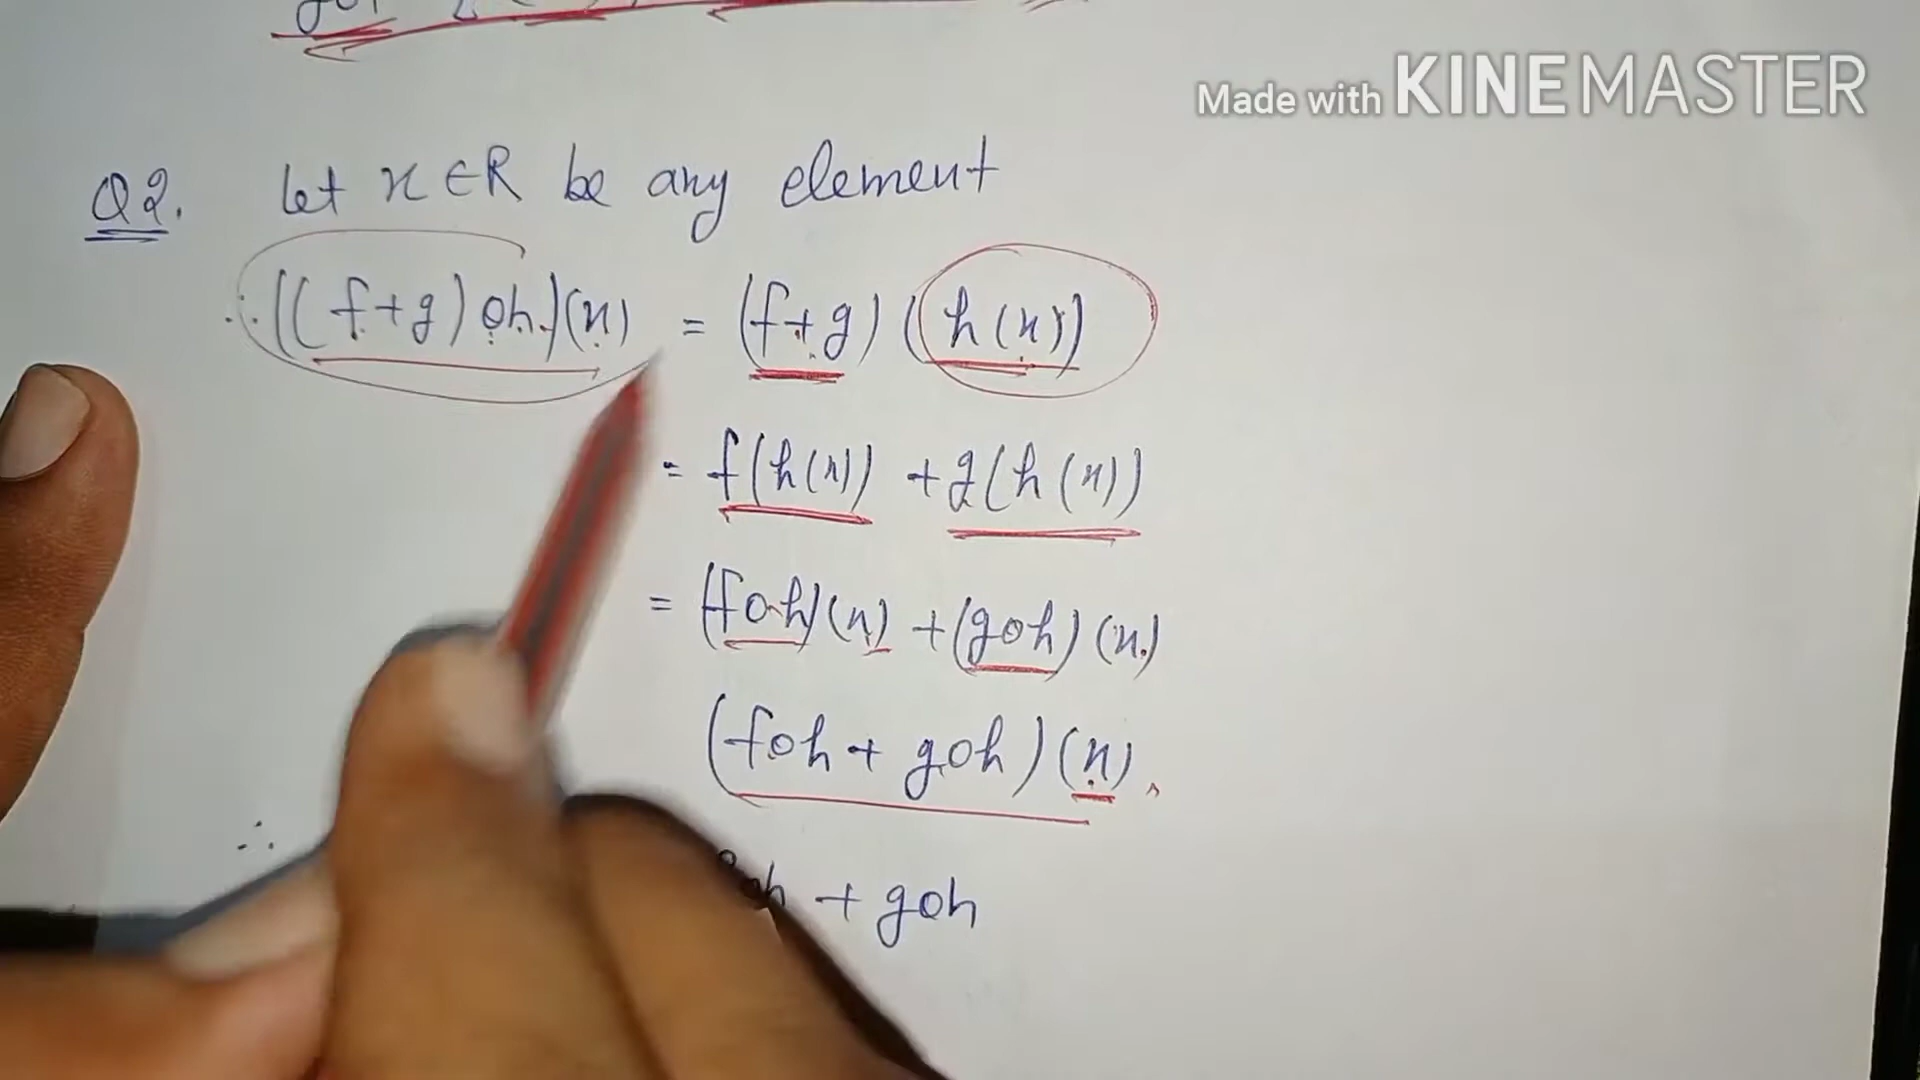 Made with KINEMASTER
Q2. Let x ∈ R be any element
∴ ((f+g)oh)(x) = (f+g)(h(x))
= f(h(x)) + g(h(x))
= (foh)(x) + (goh)(x)
(foh + goh)(x).
∴ + goh